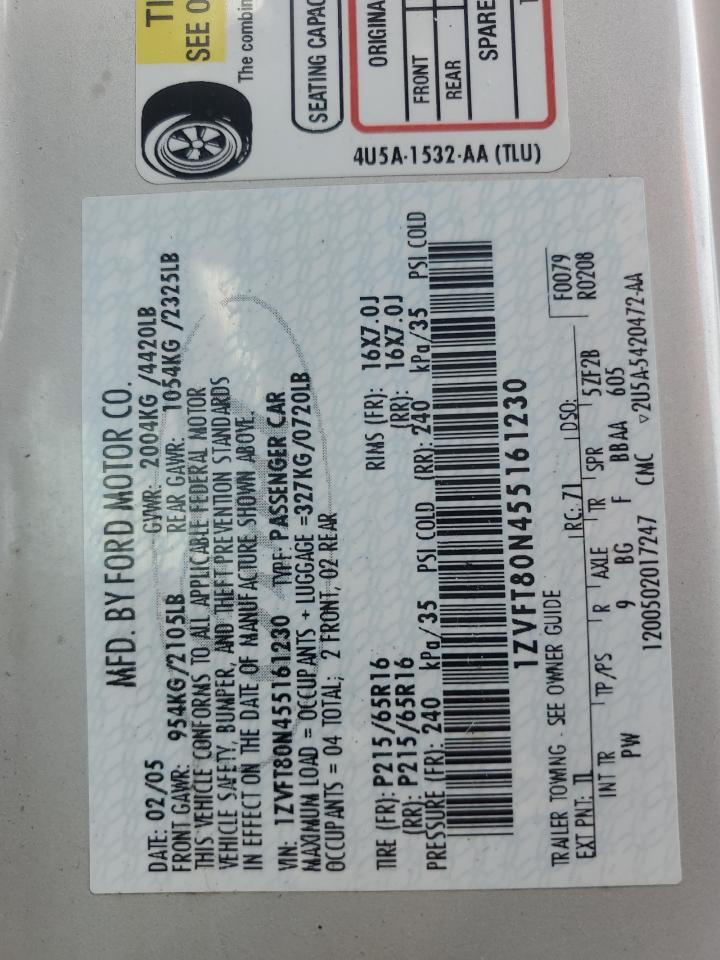 MFD. BY FORD MOTOR CO.
DATE: 02/05 GVWR: 2004KG /4420LB
FRONT GAWR: 954KG/2105LB REAR GAWR: 1054KG /2325LB
THIS VEHICLE CONFORMS TO ALL APPLICABLE FEDERAL MOTOR
VEHICLE SAFETY, BUMPER, AND THEFT PREVENTION STANDARDS
IN EFFECT ON THE DATE OF MANUFACTURE SHOWN ABOVE.
VIN: 1ZVFT80N455161230 TYPE: PASSENGER CAR
MAXIMUM LOAD = OCCUPANTS + LUGGAGE =327KG/0720LB
OCCUPANTS = 04 TOTAL; 2 FRONT, 02 REAR
TIRE (FR): P215/65R16 RIMS (FR): 16X7.0J
(RR): P215/65R16 (RR): 16X7.0J
PRESSURE (FR): 240 kPa/35 PSI COLD (RR): 240 kPa/35 PSI COLD
1ZVFT80N455161230
TRAILER TOWING - SEE OWNER GUIDE
EXT PNT: TL RC: 71 DSO: F0079
INT TR TP/PS R AXLE TR SPR 5ZF2B R0208
PW 9 BG F BBAA 605
1200502017247 CMC ▽2U5A-5420472-AA
TI
SEE O
The combin
SEATING CAPAC
ORIGINA
FRONT
REAR
SPARE
4U5A-1532-AA (TLU)